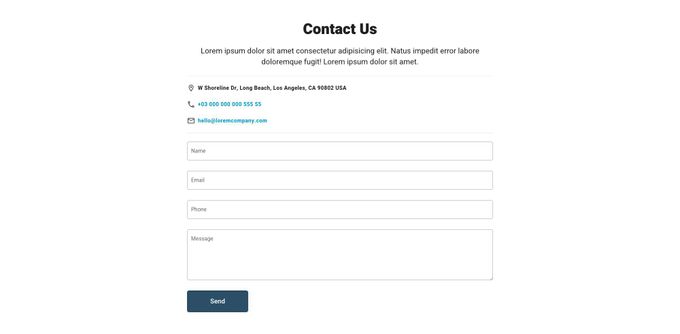 Contact Us
Lorem ipsum dolor sit amet consectetur adipisicing elit. Natus impedit error labore
doloremque fugit! Lorem ipsum dolor sit amet.
W Shoreline Dr, Long Beach, Los Angeles, CA 90802 USA
+03 000 000 000 555 55
hello@loremcompany.com
Name
Email
Phone
Message
Send